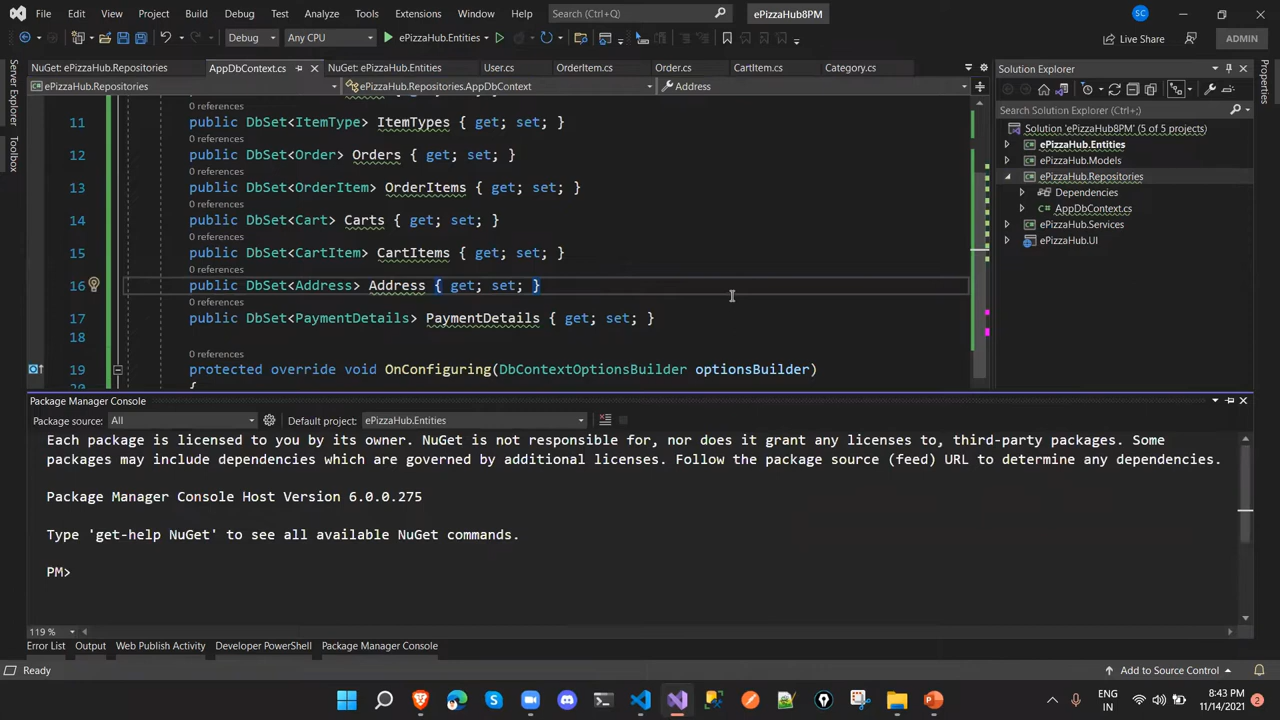 File Edit View Project Build Debug Test Analyze Tools Extensions Window Help Search (Ctrl+Q) ePizzaHub8PM SC
Debug Any CPU ePizzaHub.Entities Live Share ADMIN
NuGet: ePizzaHub.Repositories AppDbContext.cs NuGet: ePizzaHub.Entities User.cs OrderItem.cs Order.cs CartItem.cs Category.cs
ePizzaHub.Repositories ePizzaHub.Repositories.AppDbContext Address
Server Explorer
Toolbox
0 references
11 public DbSet<ItemType> ItemTypes { get; set; }
0 references
12 public DbSet<Order> Orders { get; set; }
0 references
13 public DbSet<OrderItem> OrderItems { get; set; }
0 references
14 public DbSet<Cart> Carts { get; set; }
0 references
15 public DbSet<CartItem> CartItems { get; set; }
0 references
16 public DbSet<Address> Address { get; set; }
0 references
17 public DbSet<PaymentDetails> PaymentDetails { get; set; }
18
0 references
19 protected override void OnConfiguring(DbContextOptionsBuilder optionsBuilder)
20 {
Solution Explorer
Search Solution Explorer (Ctrl+;)
Solution 'ePizzaHub8PM' (5 of 5 projects)
ePizzaHub.Entities
ePizzaHub.Models
ePizzaHub.Repositories
Dependencies
C# AppDbContext.cs
ePizzaHub.Services
ePizzaHub.UI
Properties
Package Manager Console
Package source: All Default project: ePizzaHub.Entities
Each package is licensed to you by its owner. NuGet is not responsible for, nor does it grant any licenses to, third-party packages. Some
packages may include dependencies which are governed by additional licenses. Follow the package source (feed) URL to determine any dependencies.
Package Manager Console Host Version 6.0.0.275
Type 'get-help NuGet' to see all available NuGet commands.
PM>
119 %
Error List Output Web Publish Activity Developer PowerShell Package Manager Console
Ready Add to Source Control
ENG
IN
8:43 PM
11/14/2021
2